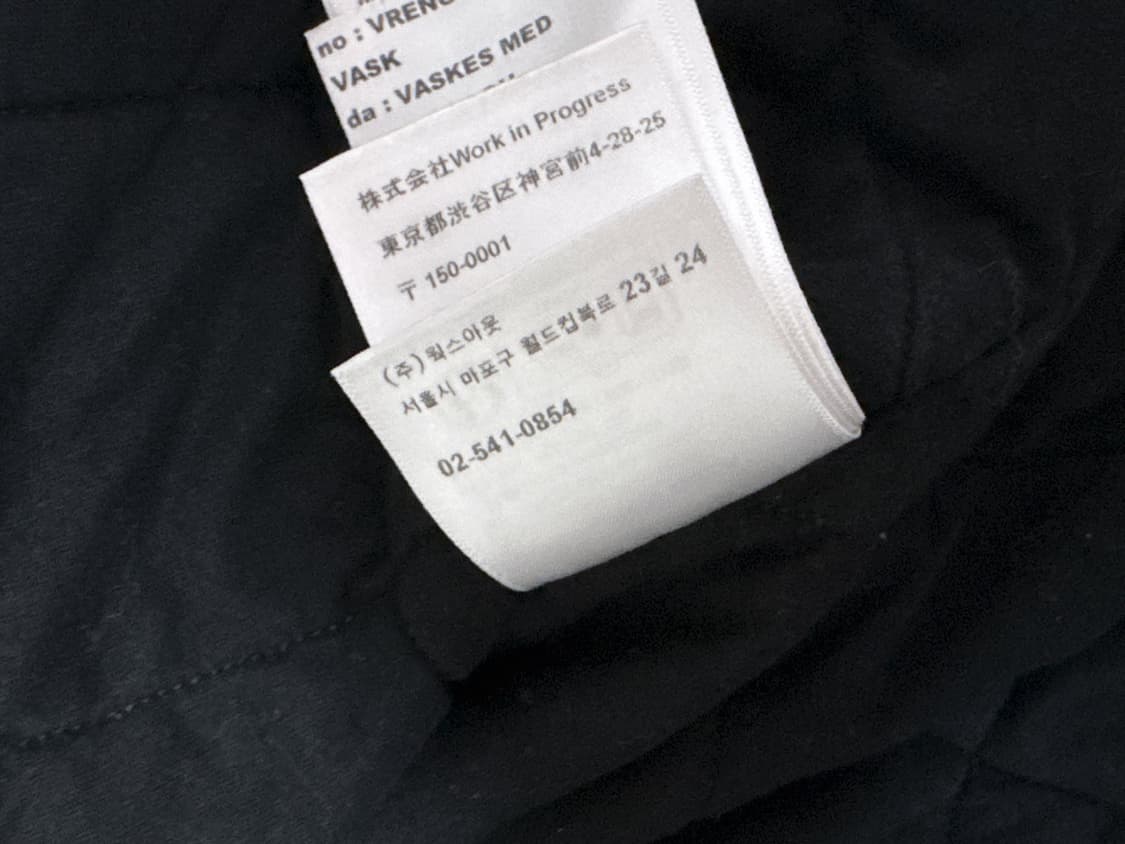 no : VRENG
VASK
da : VASKES MED
株式会社Work in Progress
東京都渋谷区神宮前4-28-25
〒 150-0001
(주) 웍스아웃
서울시 마포구 월드컵북로 23길 24
02-541-0854